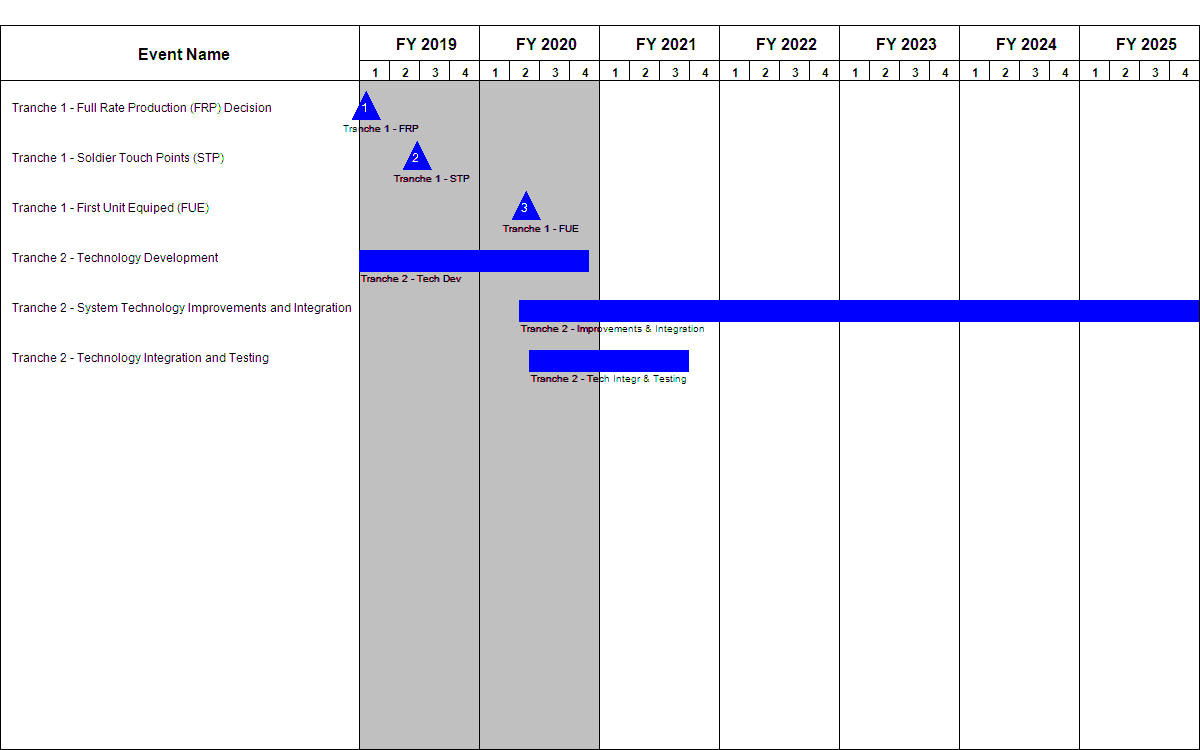 Event Name
FY 2019 FY 2020 FY 2021 FY 2022 FY 2023 FY 2024 FY 2025
1 2 3 4 1 2 3 4 1 2 3 4 1 2 3 4 1 2 3 4 1 2 3 4 1 2 3 4
Tranche 1 - Full Rate Production (FRP) Decision
1
Tranche 1 - FRP
Tranche 1 - Soldier Touch Points (STP)
2
Tranche 1 - STP
Tranche 1 - First Unit Equiped (FUE)
3
Tranche 1 - FUE
Tranche 2 - Technology Development
Tranche 2 - Tech Dev
Tranche 2 - System Technology Improvements and Integration
Tranche 2 - Improvements & Integration
Tranche 2 - Technology Integration and Testing
Tranche 2 - Tech Integr & Testing